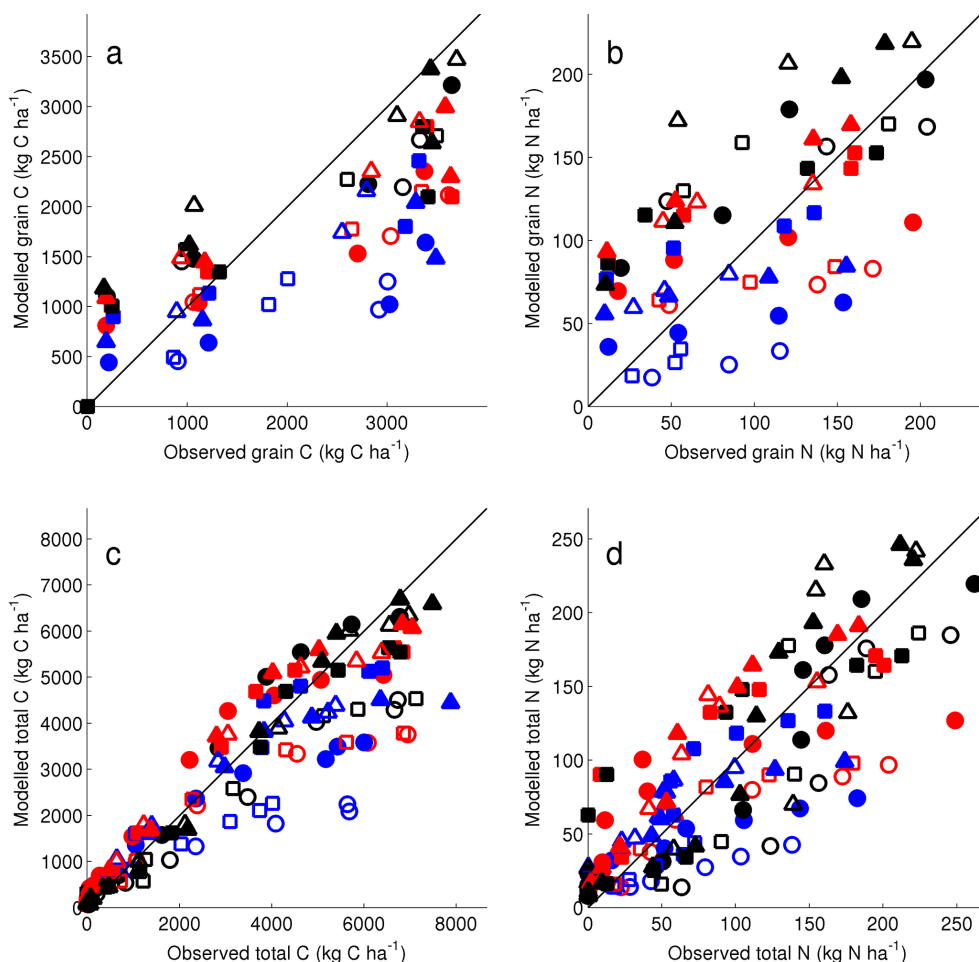 a
Modelled grain C (kg C ha⁻¹)
3500
3000
2500
2000
1500
1000
500
0
0 1000 2000 3000
Observed grain C (kg C ha⁻¹)
b
Modelled grain N (kg N ha⁻¹)
200
150
100
50
0
0 50 100 150 200
Observed grain N (kg N ha⁻¹)
c
Modelled total C (kg C ha⁻¹)
8000
7000
6000
5000
4000
3000
2000
1000
0
0 2000 4000 6000 8000
Observed total C (kg C ha⁻¹)
d
Modelled total N (kg N ha⁻¹)
250
200
150
100
50
0
0 50 100 150 200 250
Observed total N (kg N ha⁻¹)